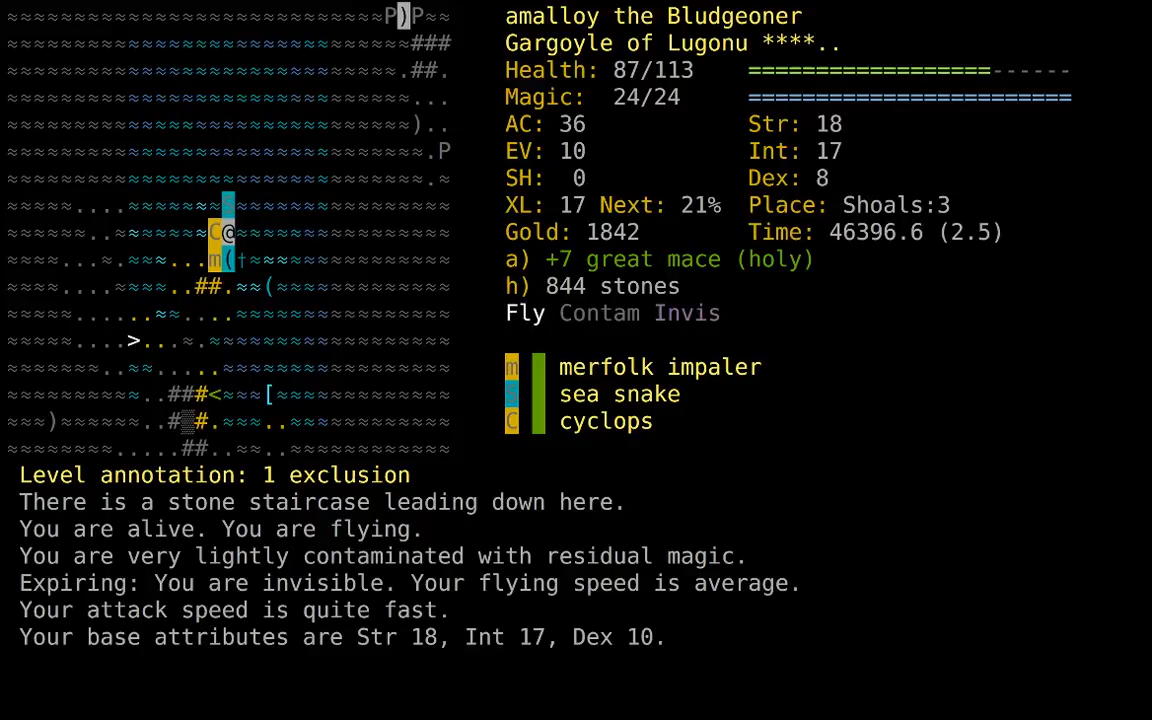 amalloy the Bludgeoner
Gargoyle of Lugonu ****..
Health: 87/113
Magic: 24/24
AC: 36 Str: 18
EV: 10 Int: 17
SH: 0 Dex: 8
XL: 17 Next: 21% Place: Shoals:3
Gold: 1842 Time: 46396.6 (2.5)
a) +7 great mace (holy)
h) 844 stones
Fly Contam Invis
m merfolk impaler
sea snake
C cyclops
Level annotation: 1 exclusion
There is a stone staircase leading down here.
You are alive. You are flying.
You are very lightly contaminated with residual magic.
Expiring: You are invisible. Your flying speed is average.
Your attack speed is quite fast.
Your base attributes are Str 18, Int 17, Dex 10.